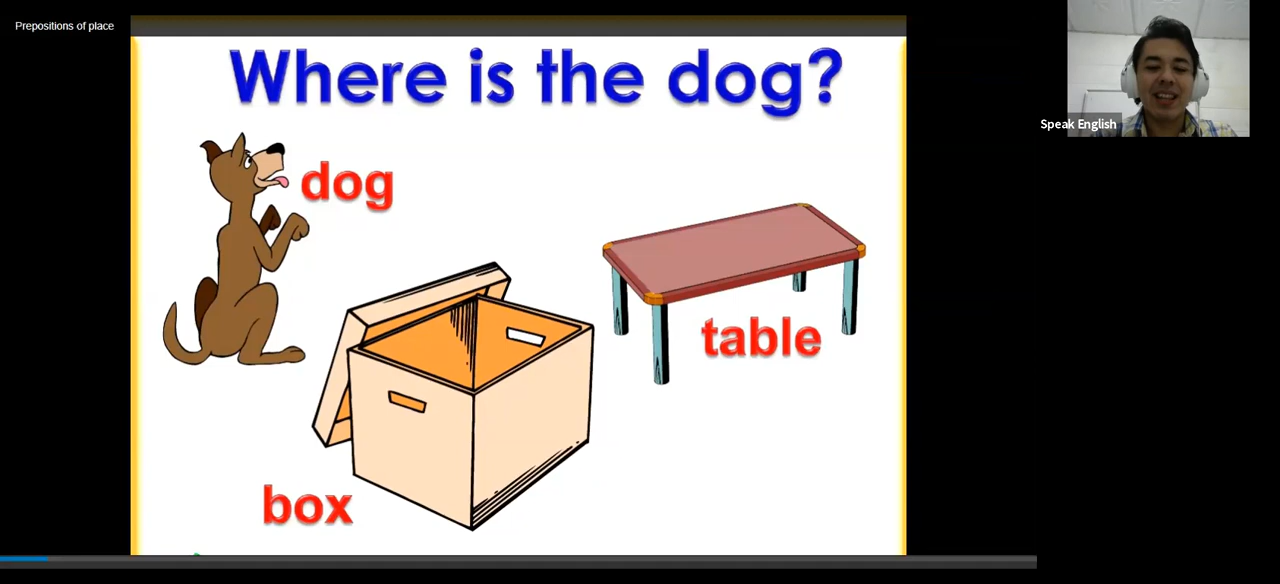 Prepositions of place
Where is the dog?
dog
table
box
Speak English